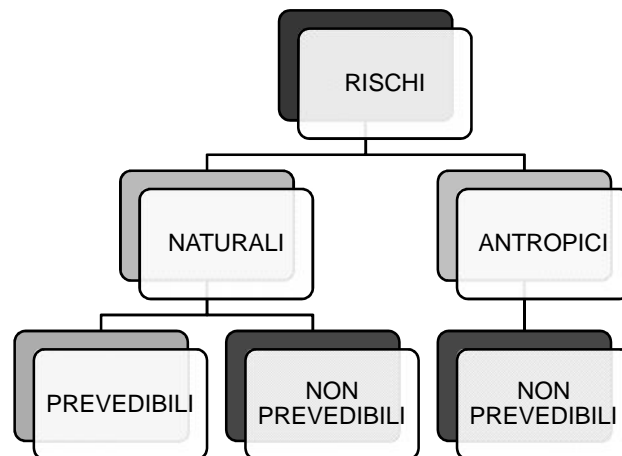 RISCHI
NATURALI
ANTROPICI
PREVEDIBILI
NON
PREVEDIBILI
NON
PREVEDIBILI